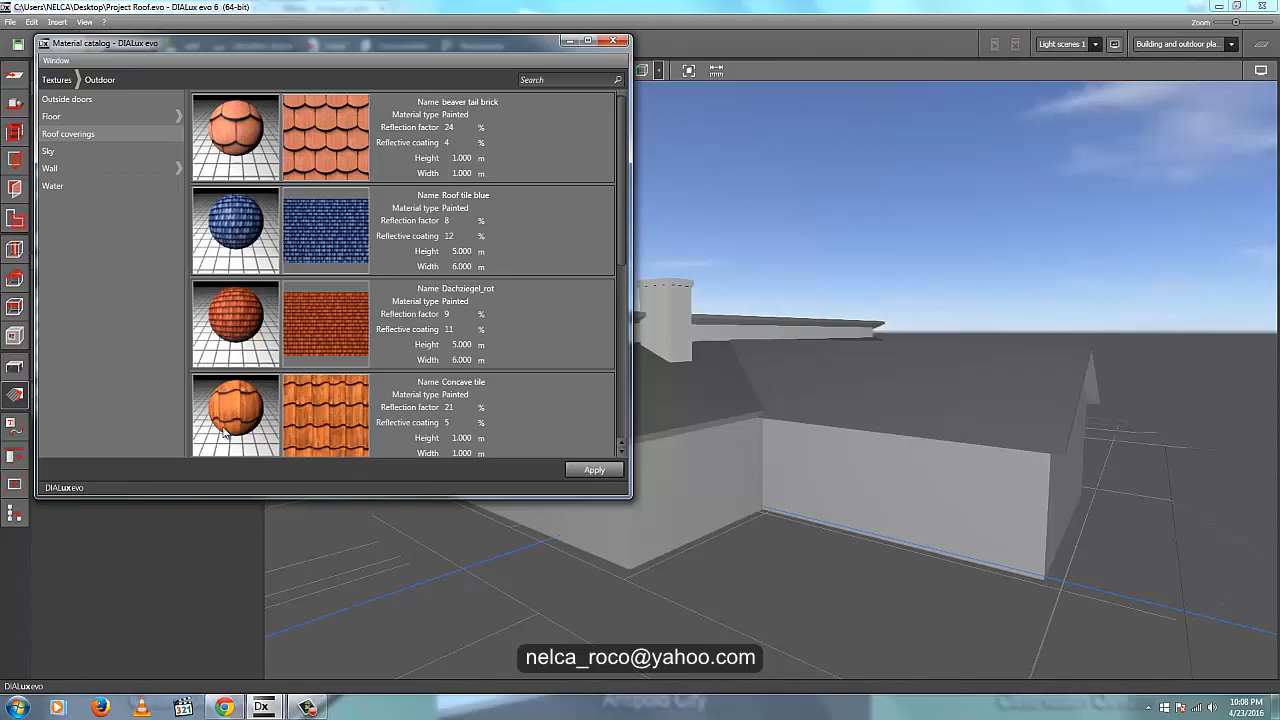 C:\Users\NELCA\Desktop\Project Roof.evo - DIALux evo 6 (64-bit)
File Edit Insert View ?
Zoom
Light scenes 1
Building and outdoor pla...
Dx Material catalog - DIALux evo
Window
Textures Outdoor
Search
Outside doors
Floor
Roof coverings
Sky
Wall
Water
Name beaver tail brick
Material type Painted
Reflection factor 24 %
Reflective coating 4 %
Height 1.000 m
Width 1.000 m
Name Roof tile blue
Material type Painted
Reflection factor 8 %
Reflective coating 12 %
Height 5.000 m
Width 6.000 m
Name Dachziegel_rot
Material type Painted
Reflection factor 9 %
Reflective coating 11 %
Height 5.000 m
Width 6.000 m
Name Concave tile
Material type Painted
Reflection factor 21 %
Reflective coating 5 %
Height 1.000 m
Width 1.000 m
Apply
DIALux evo
nelca_roco@yahoo.com
DIALux evo
321
Dx
10:08 PM
4/23/2016